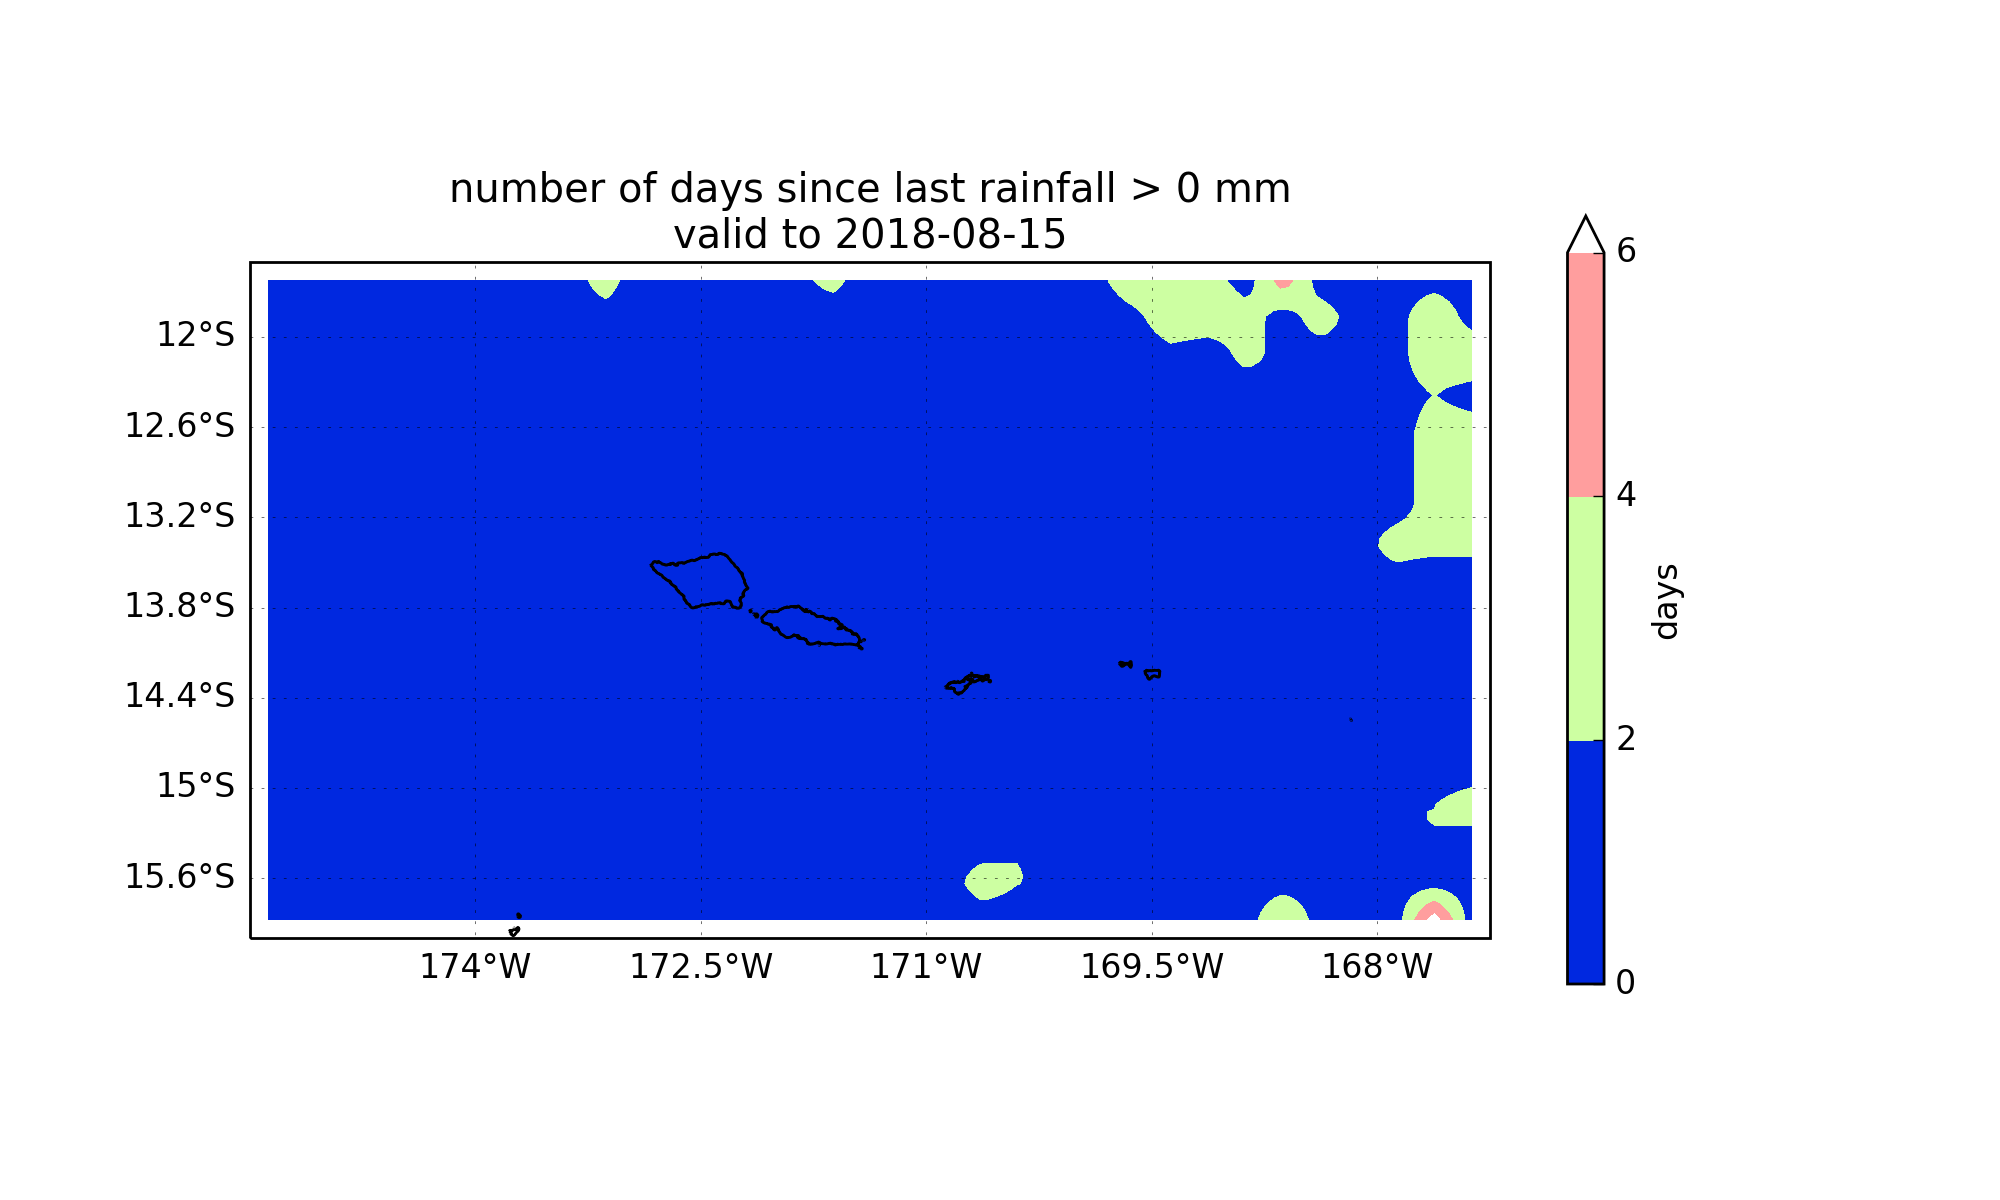 number of days since last rainfall > 0 mm
valid to 2018-08-15
12°S
12.6°S
13.2°S
13.8°S
14.4°S
15°S
15.6°S
174°W 172.5°W 171°W 169.5°W 168°W
6
4
2
0
days